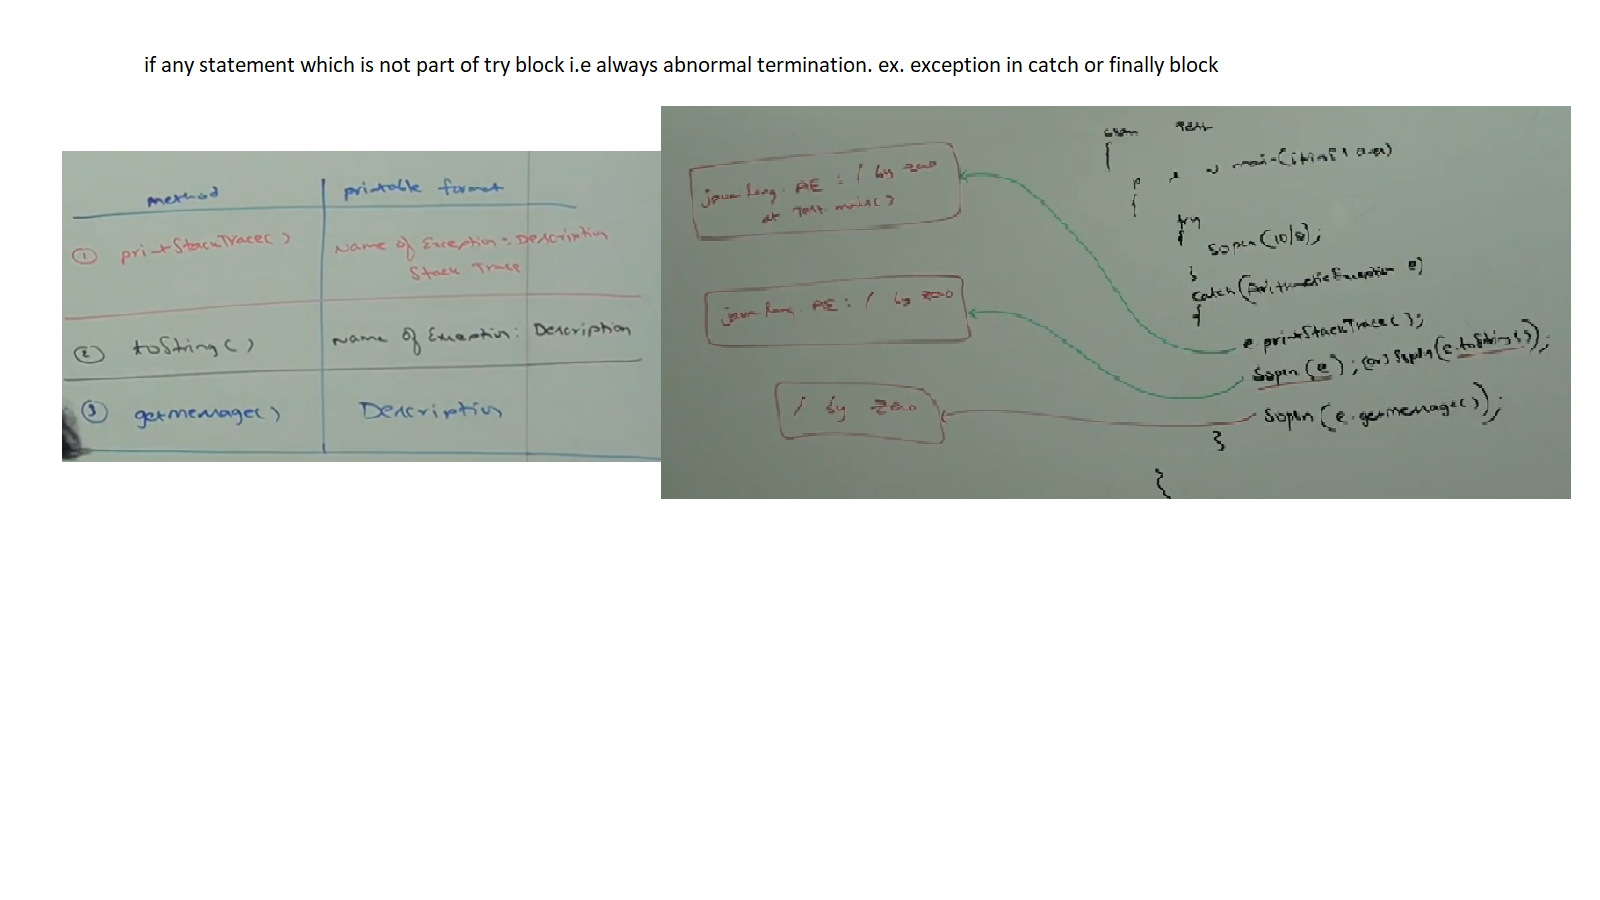 if any statement which is not part of try block i.e always abnormal termination. ex. exception in catch or finally block
method printable format
① printStackTrace() Name of Exception : Description
Stack Trace
② toString() Name of Exception: Description
③ getmessage() Description
java.lang. AE : / by zero
at Test.main()
java.lang. AE : / by zero
/ by zero
class Test
{
p s v main(String[] args)
{
try
{
Sopln(10/0);
}
catch(ArithmeticException e)
{
e printStackTrace();
Sopln(e); (or) Sopln(e.toString());
Sopln(e.getmessage());
}
}